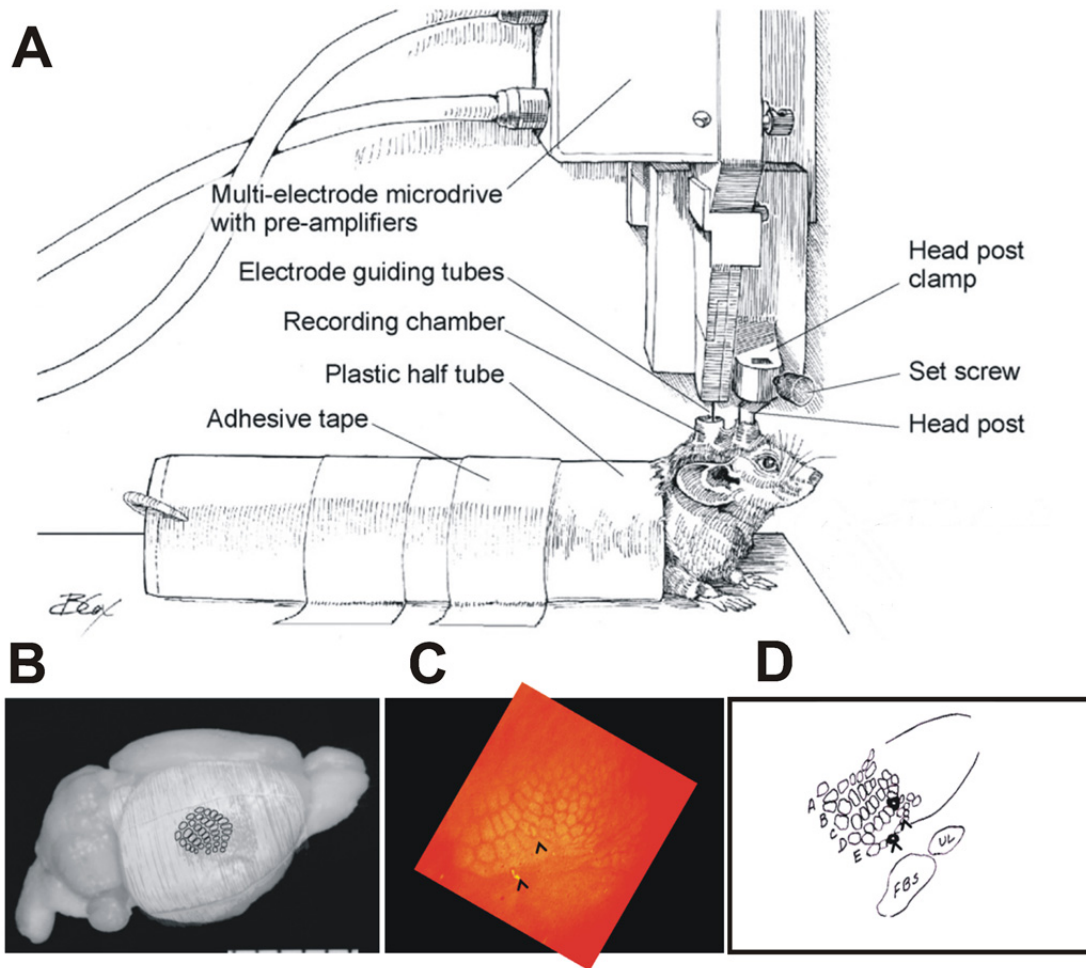 A
Multi-electrode microdrive
with pre-amplifiers
Electrode guiding tubes
Recording chamber
Plastic half tube
Adhesive tape
Head post
clamp
Set screw
Head post
B
C
D
A
B
C
D
E
FBS
UL